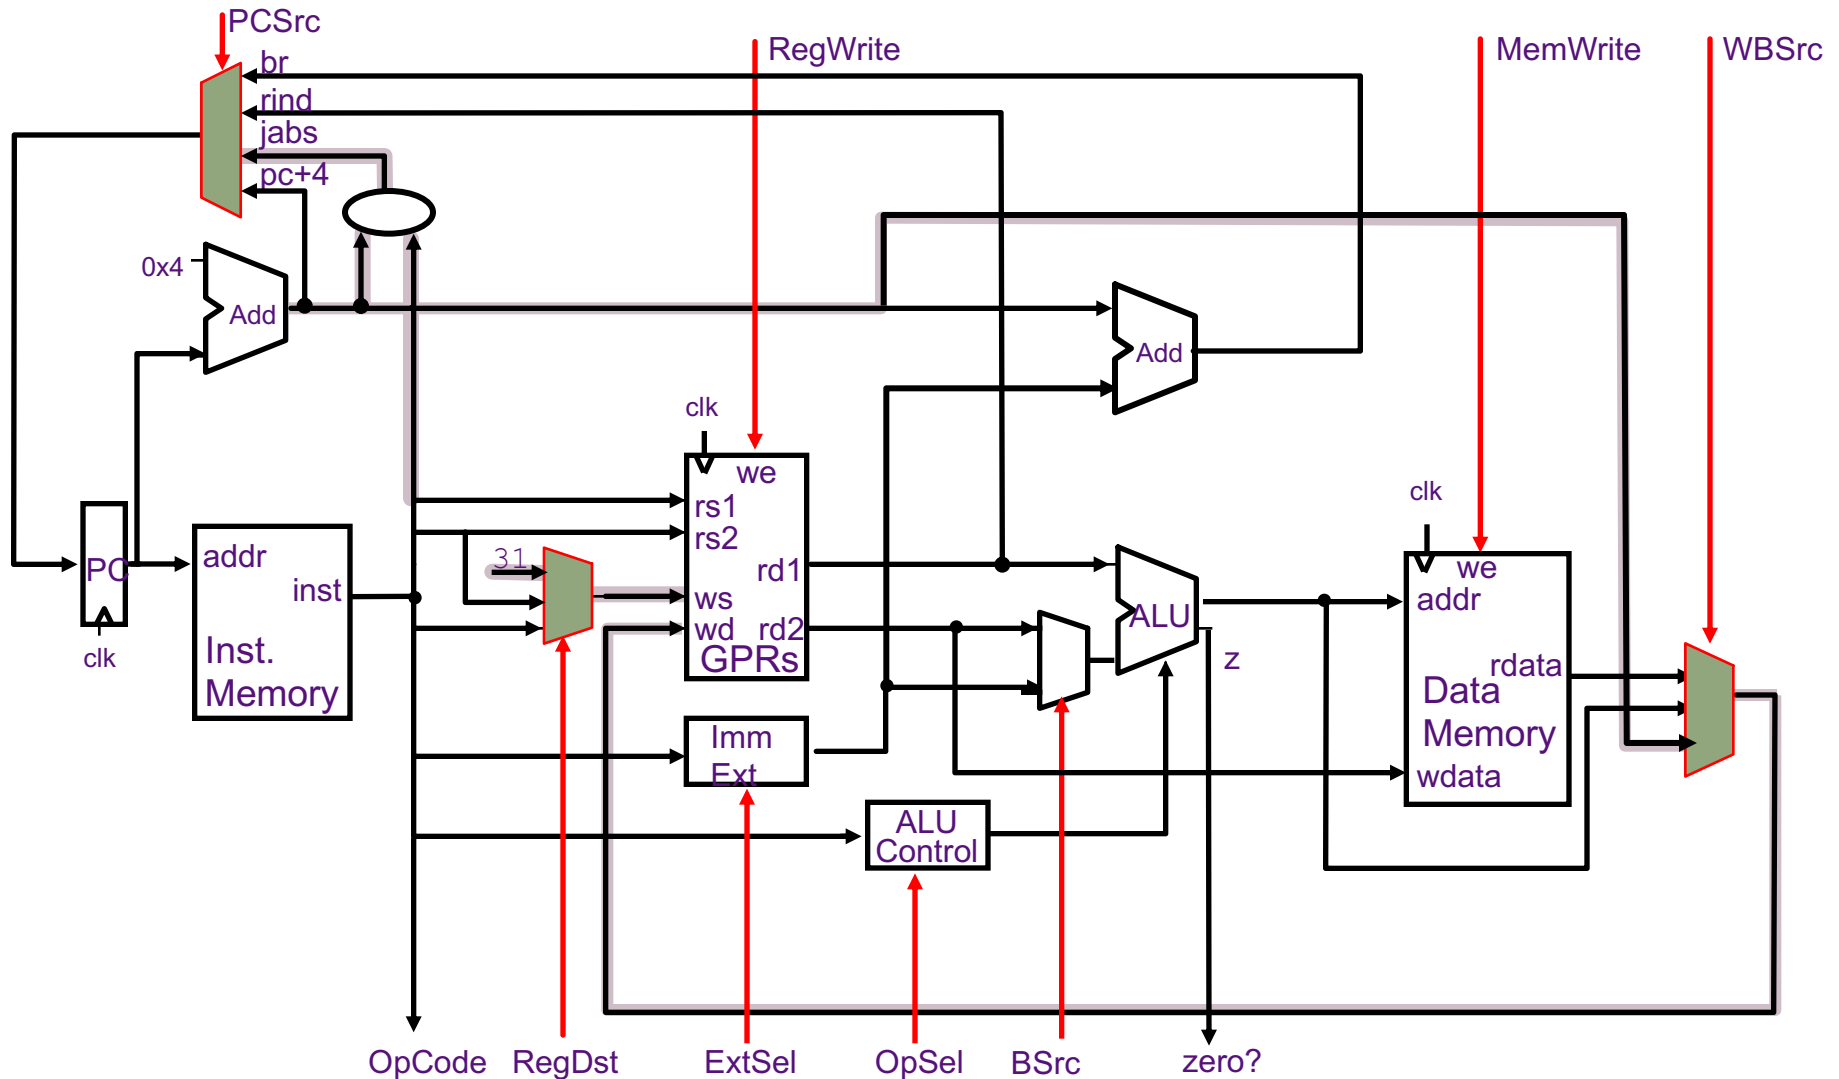 PCSrc
RegWrite
MemWrite
WBSrc
br
rind
jabs
pc+4
0x4
Add
Add
clk
we
rs1
rs2
31
ws
wd
rd1
rd2
GPRs
PC
clk
addr
inst
Inst.
Memory
ALU
z
clk
we
addr
rdata
Data
Memory
wdata
Imm
Ext
ALU
Control
OpCode
RegDst
ExtSel
OpSel
BSrc
zero?